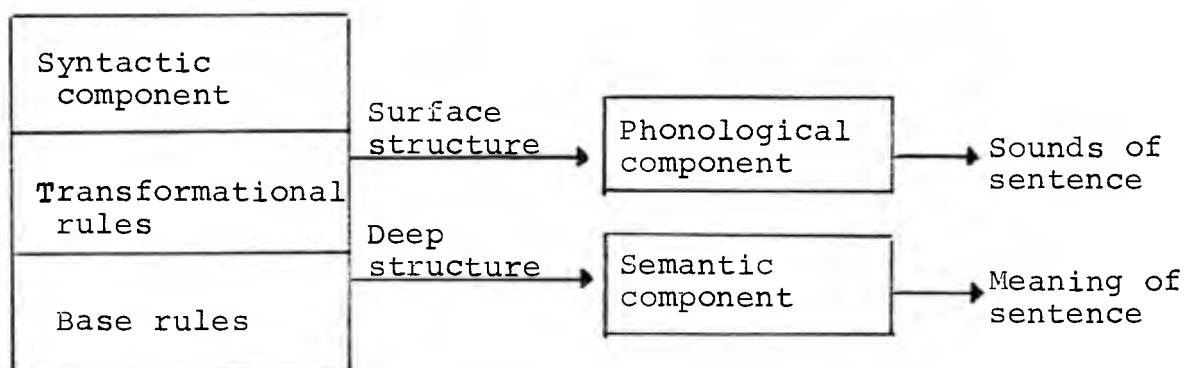 Syntactic
component
Transformational
rules
Base rules
Surface
structure
Deep
structure
Phonological
component
Semantic
component
Sounds of
sentence
Meaning of
sentence